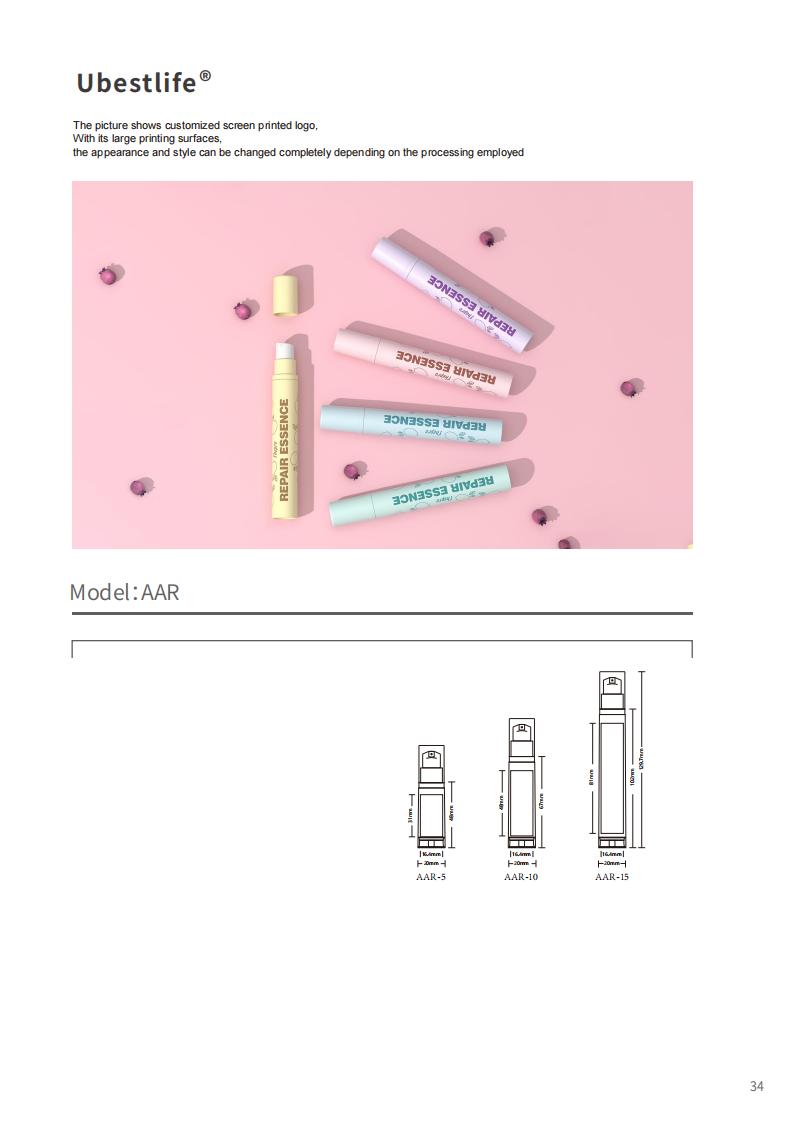 Ubestlife®
The picture shows customized screen printed logo,
With its large printing surfaces,
the appearance and style can be changed completely depending on the processing employed
REPAIR ESSENCE
REPAIR ESSENCE
REPAIR ESSENCE
REPAIR ESSENCE
REPAIR ESSENCE
Model:AAR
31mm
48mm
16.4mm
20mm
AAR-5
48mm
67mm
16.4mm
20mm
AAR-10
81mm
102mm
16.4mm
20mm
AAR-15
34